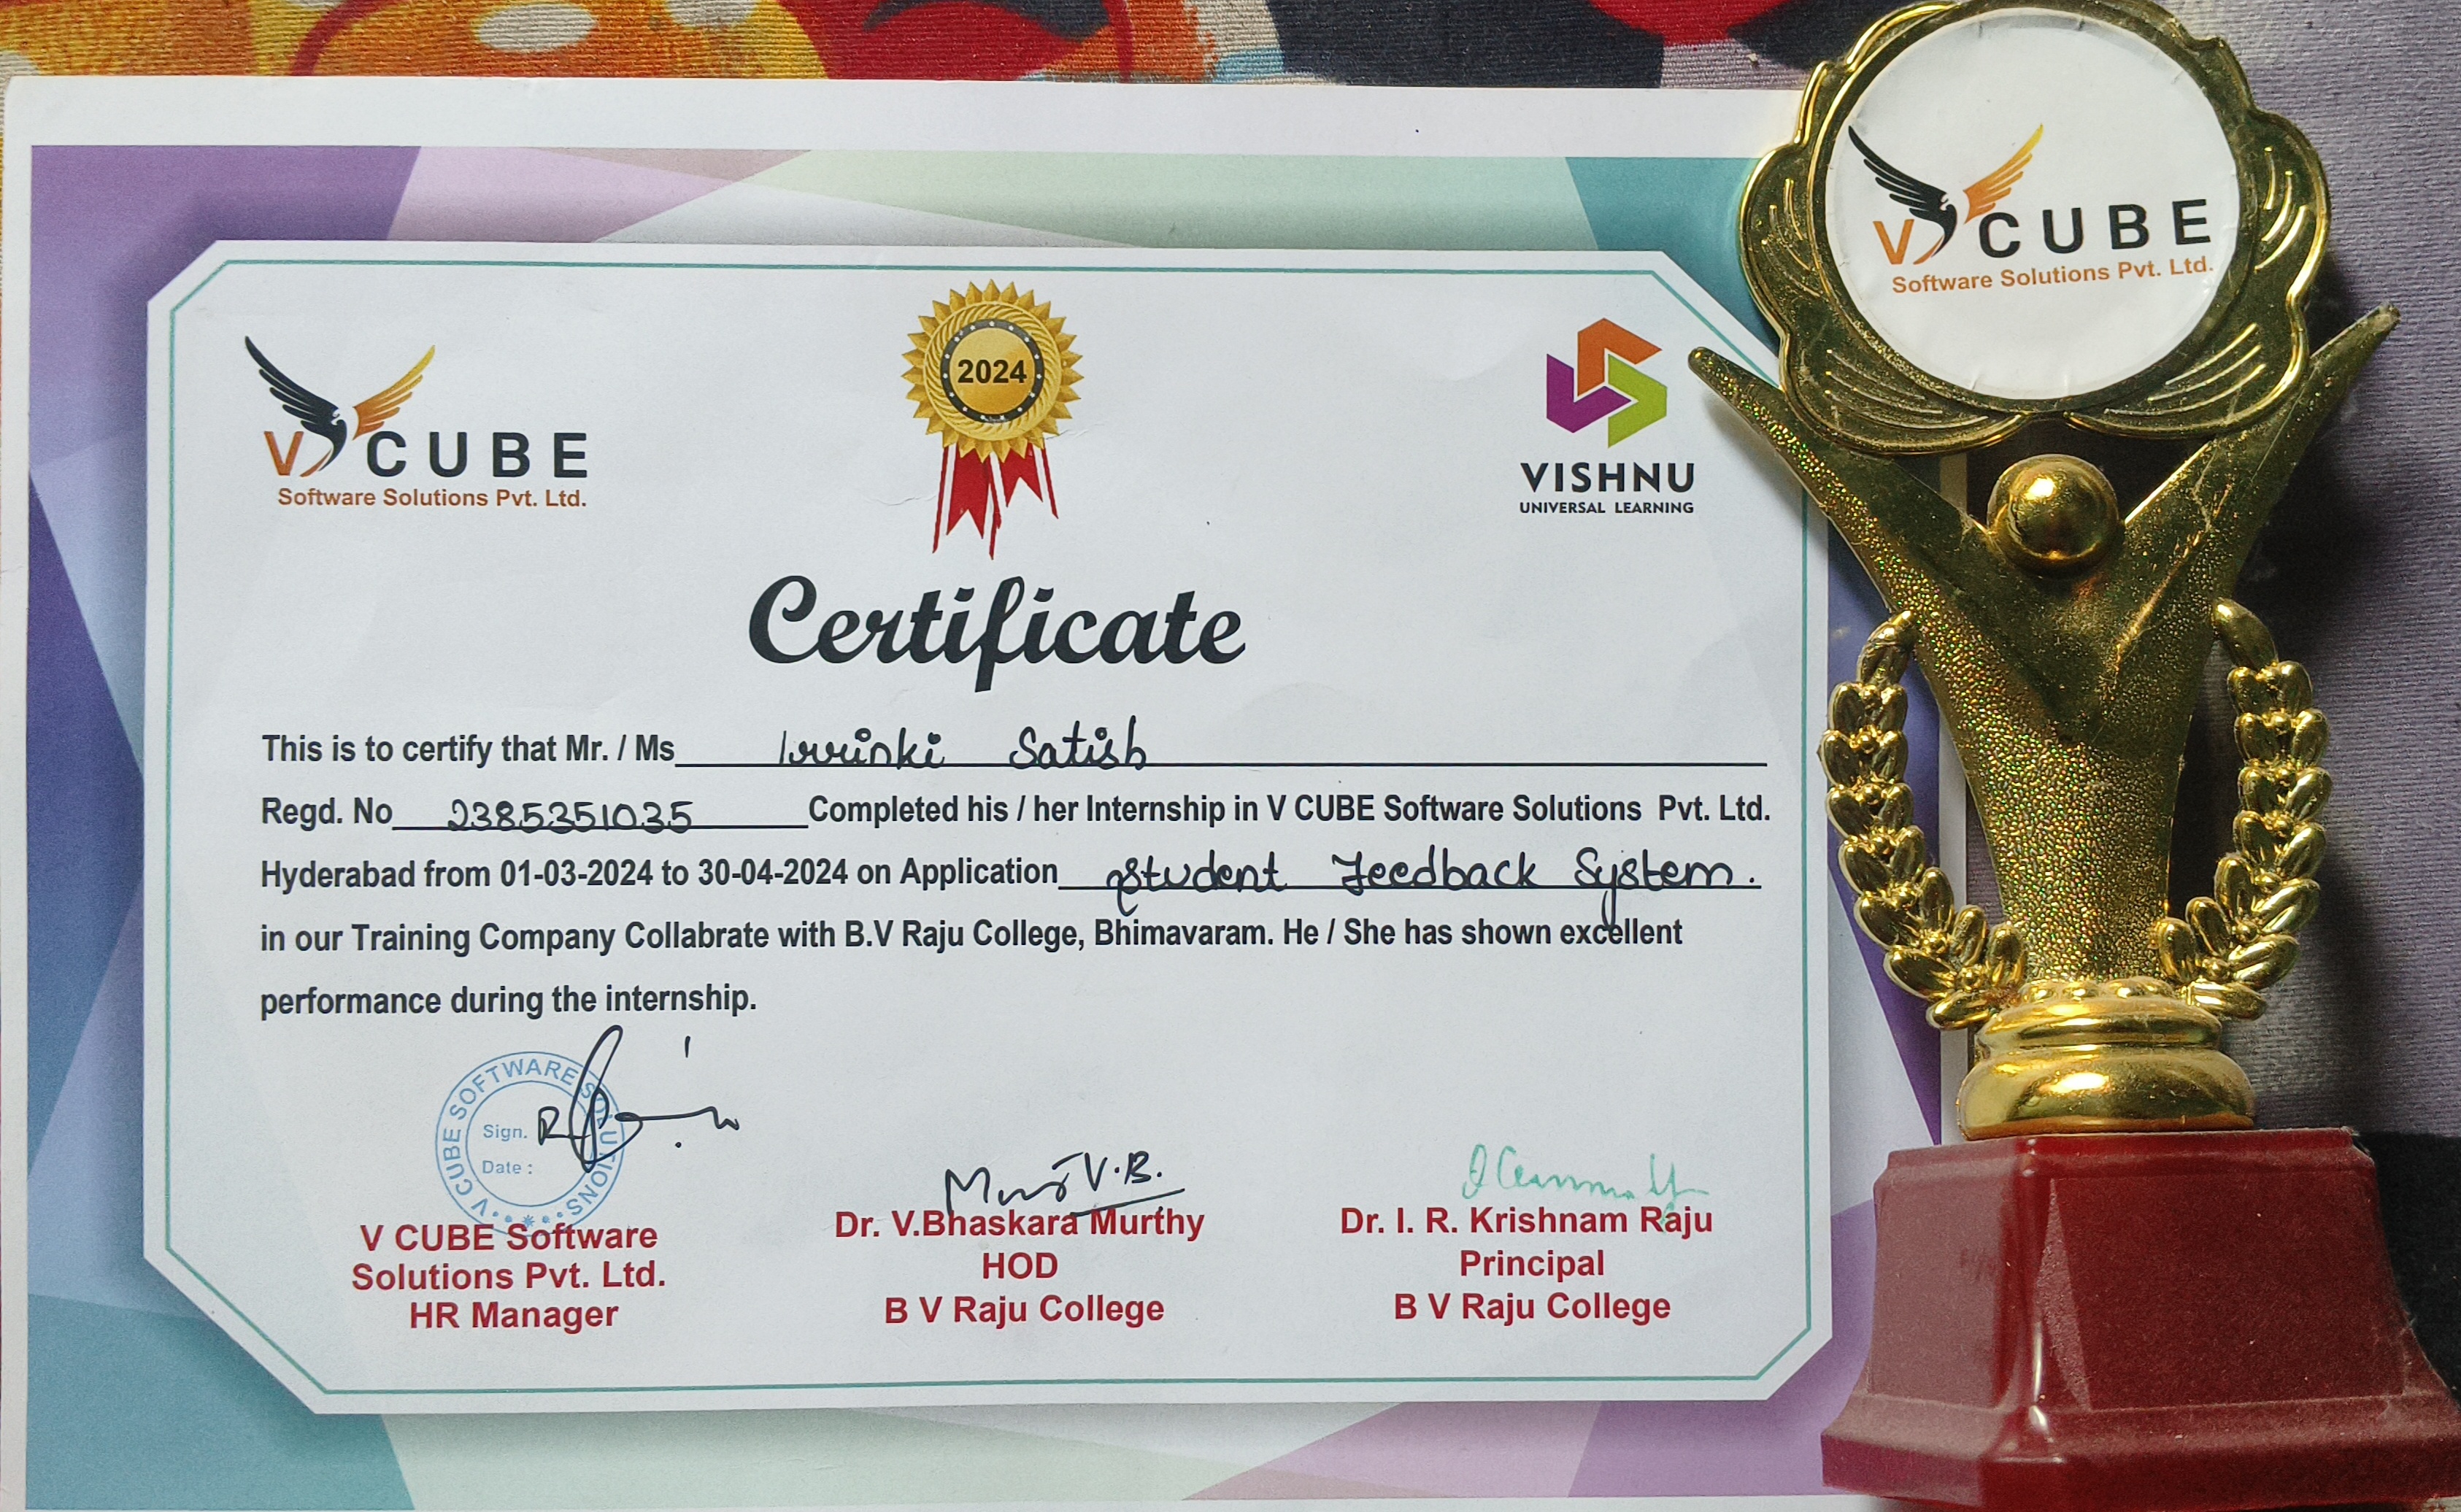 V CUBE
Software Solutions Pvt. Ltd.
2024
VISHNU
UNIVERSAL LEARNING
V CUBE
Software Solutions Pvt. Ltd.
Certificate
This is to certify that Mr. / Ms Satish
Regd. No 2385351035 Completed his / her Internship in V CUBE Software Solutions Pvt. Ltd.
Hyderabad from 01-03-2024 to 30-04-2024 on Application Student Feedback System.
in our Training Company Collabrate with B.V Raju College, Bhimavaram. He / She has shown excellent
performance during the internship.
V CUBE SOFTWARE SOLUTIONS
Sign.
Date :
V CUBE Software
Solutions Pvt. Ltd.
HR Manager
V.B.
Dr. V.Bhaskara Murthy
HOD
B V Raju College
Dr. I. R. Krishnam Raju
Principal
B V Raju College